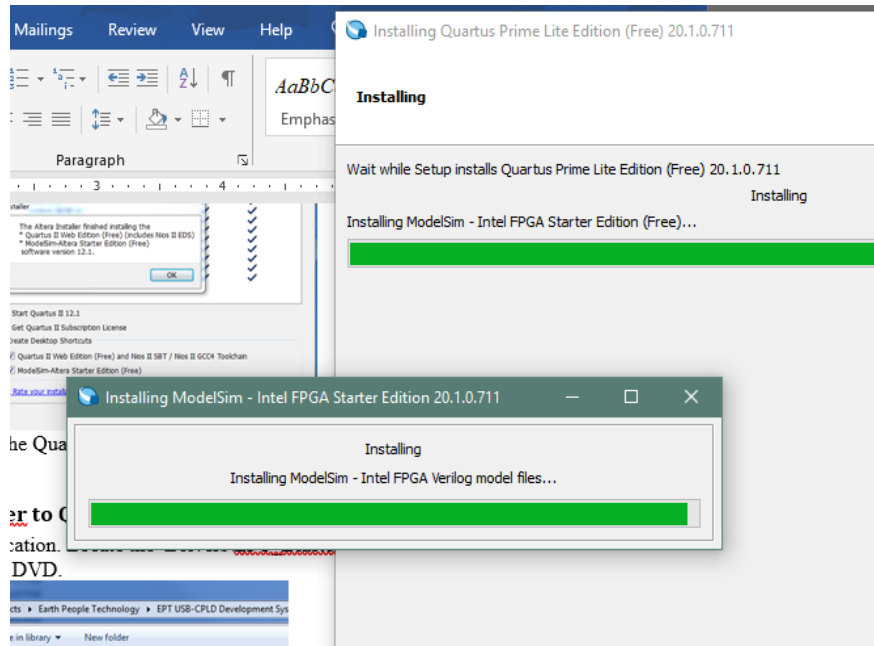 Mailings Review View Help
AaBbC
Emphas
Paragraph
3 4
staller
The Altera Installer finished installing the
* Quartus II Web Edition (Free) (includes Nios II EDS)
* ModelSim-Altera Starter Edition (Free)
software version 12.1.
OK
Start Quartus II 12.1
Get Quartus II Subscription License
Create Desktop Shortcuts
Quartus II Web Edition (Free) and Nios II SBT / Nios II GCC4 Toolchain
ModelSim-Altera Starter Edition (Free)
Rate your install
he Qua
er to Q
cation.
DVD.
cts ▸ Earth People Technology ▸ EPT USB-CPLD Development Sys
e in library New folder
Installing Quartus Prime Lite Edition (Free) 20.1.0.711
Installing
Wait while Setup installs Quartus Prime Lite Edition (Free) 20.1.0.711
Installing
Installing ModelSim - Intel FPGA Starter Edition (Free)...
Installing ModelSim - Intel FPGA Starter Edition 20.1.0.711
Installing
Installing ModelSim - Intel FPGA Verilog model files...